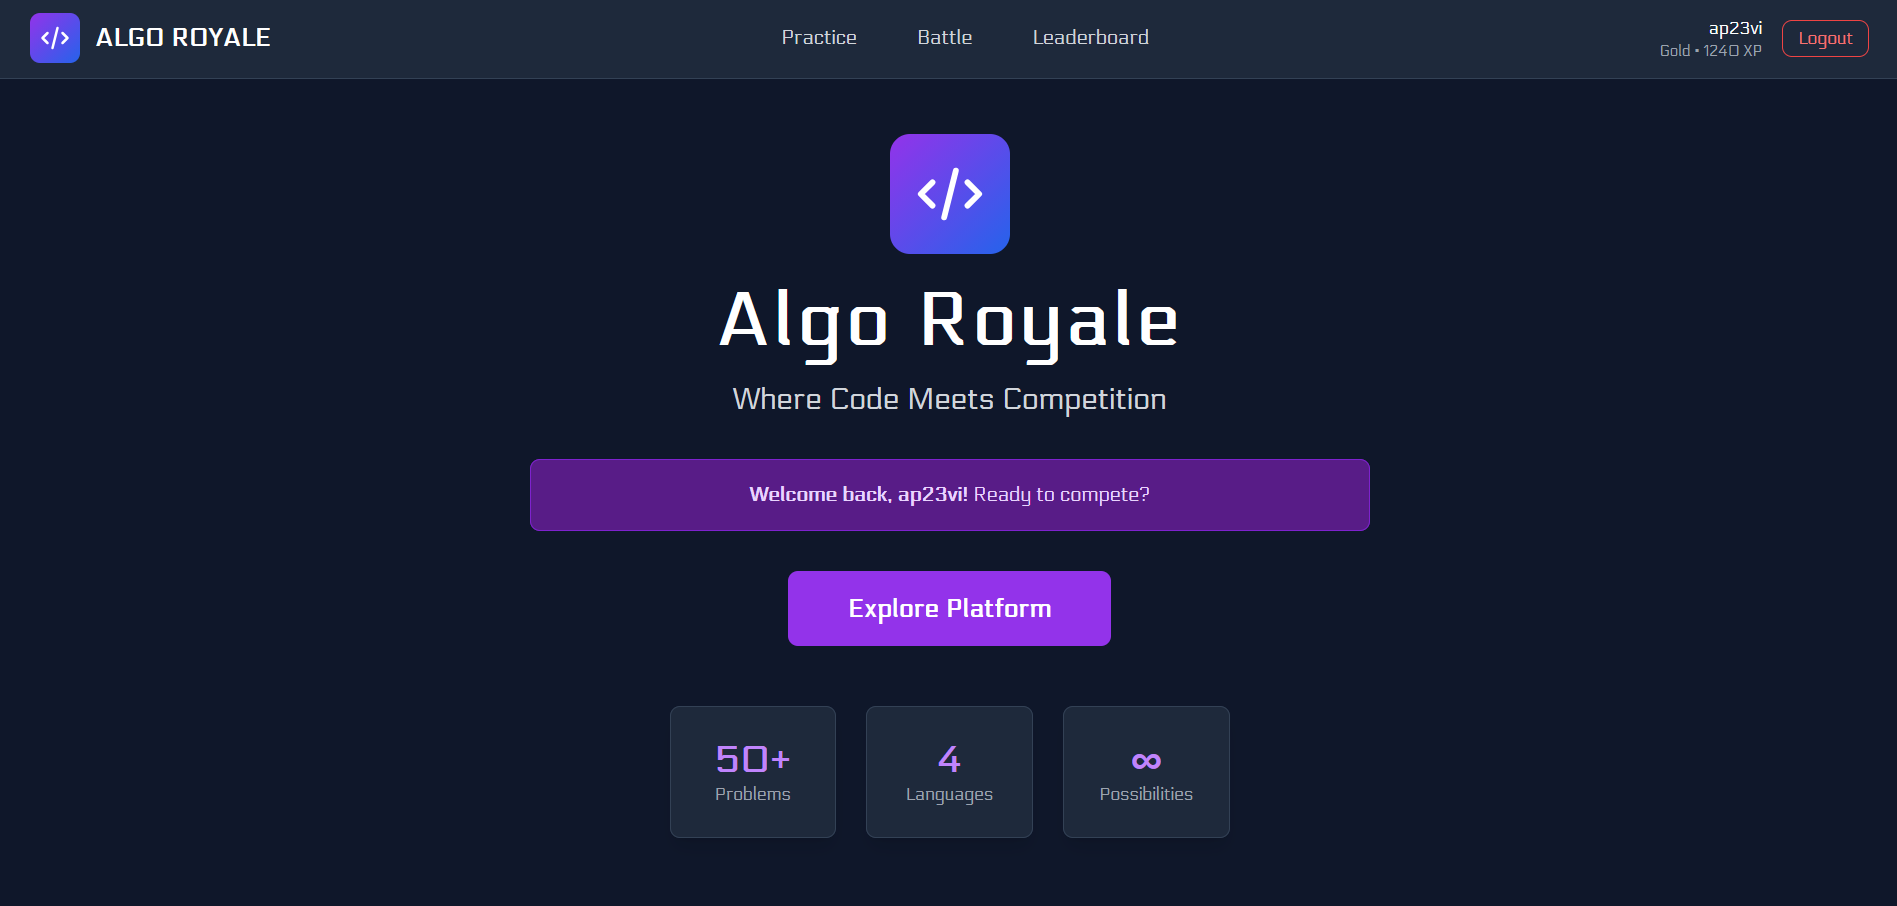 </>
ALGO ROYALE
Practice
Battle
Leaderboard
ap23vi
Gold • 1240 XP
Logout
</>
Algo Royale
Where Code Meets Competition
Welcome back, ap23vi! Ready to compete?
Explore Platform
50+
Problems
4
Languages
∞
Possibilities